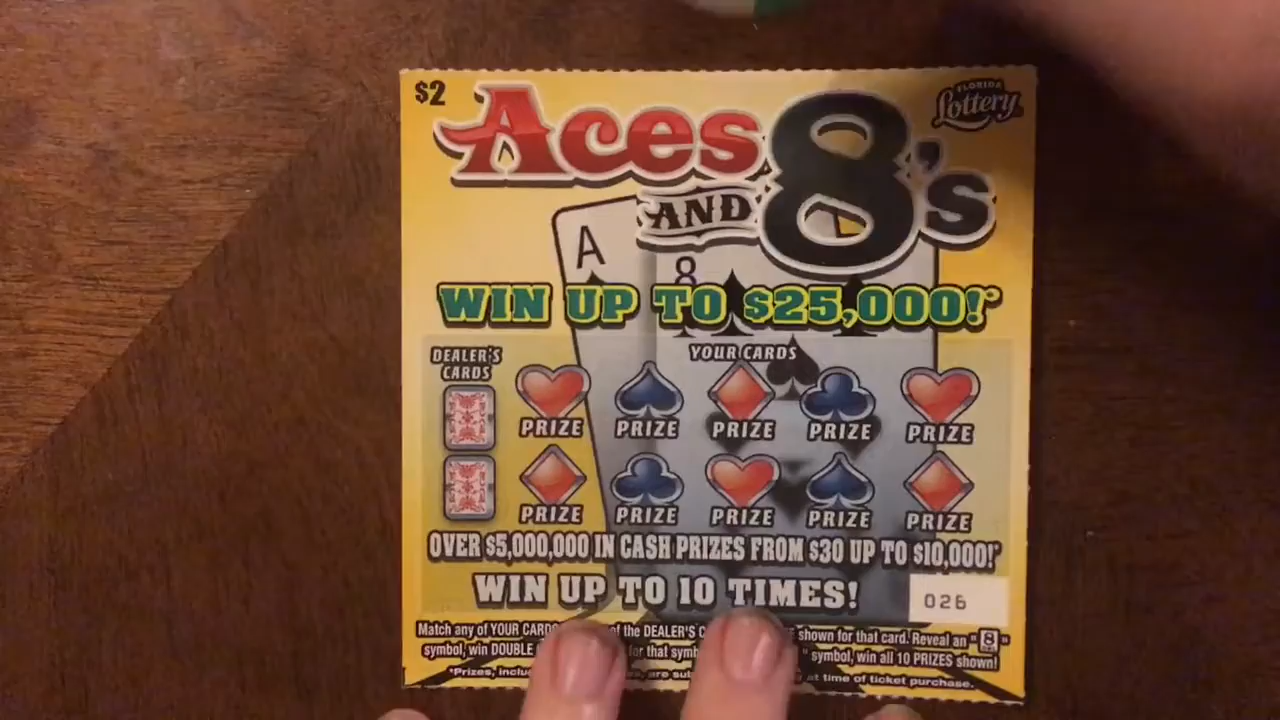 $2
FLORIDA
Lottery
Aces
AND 8's
A
8
WIN UP TO $25,000!*
DEALER'S
CARDS
YOUR CARDS
PRIZE PRIZE PRIZE PRIZE PRIZE
PRIZE PRIZE PRIZE PRIZE PRIZE
OVER $5,000,000 IN CASH PRIZES FROM $30 UP TO $10,000!*
WIN UP TO 10 TIMES!
026
Match any of YOUR CARDS of the DEALER'S shown for that card. Reveal an "8"
symbol, win DOUBLE for that " symbol, win all 10 PRIZES shown!
*Prizes, are at time of ticket purchase.